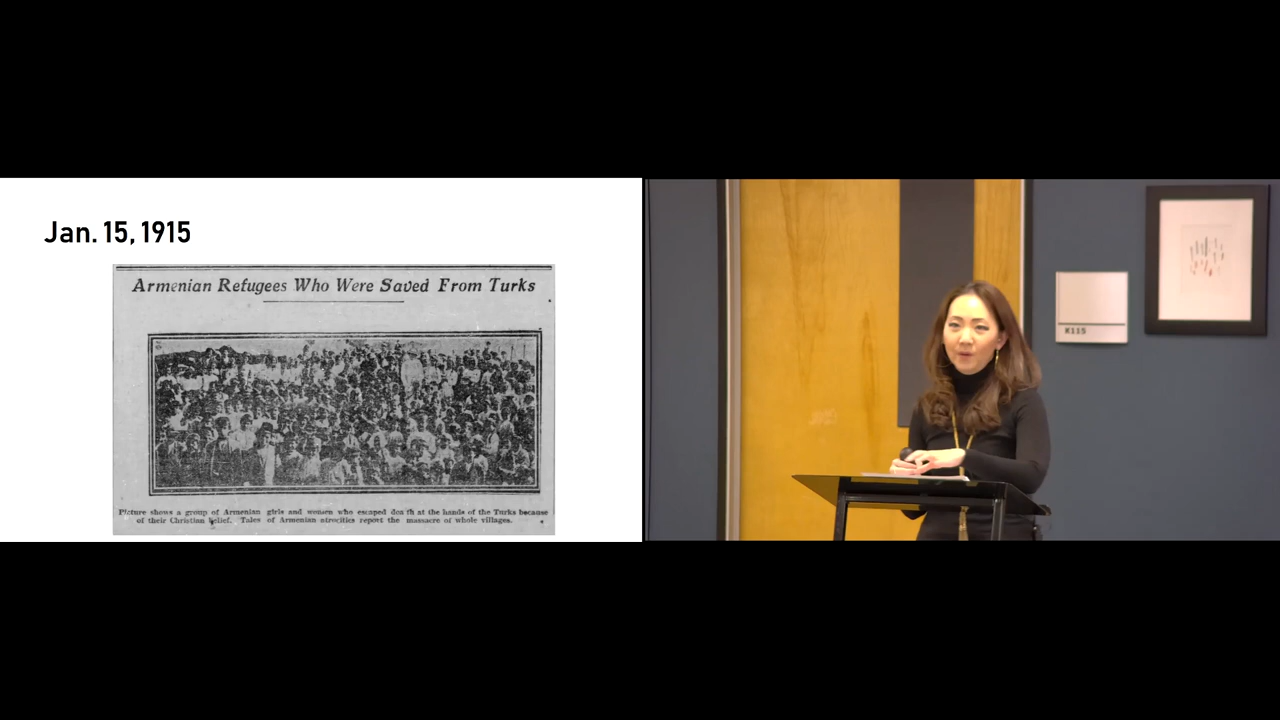 Jan. 15, 1915
Armenian Refugees Who Were Saved From Turks
Picture shows a group of Armenian girls and women who escaped death at the hands of the Turks because
of their Christian belief. Tales of Armenian atrocities report the massacre of whole villages.
K115